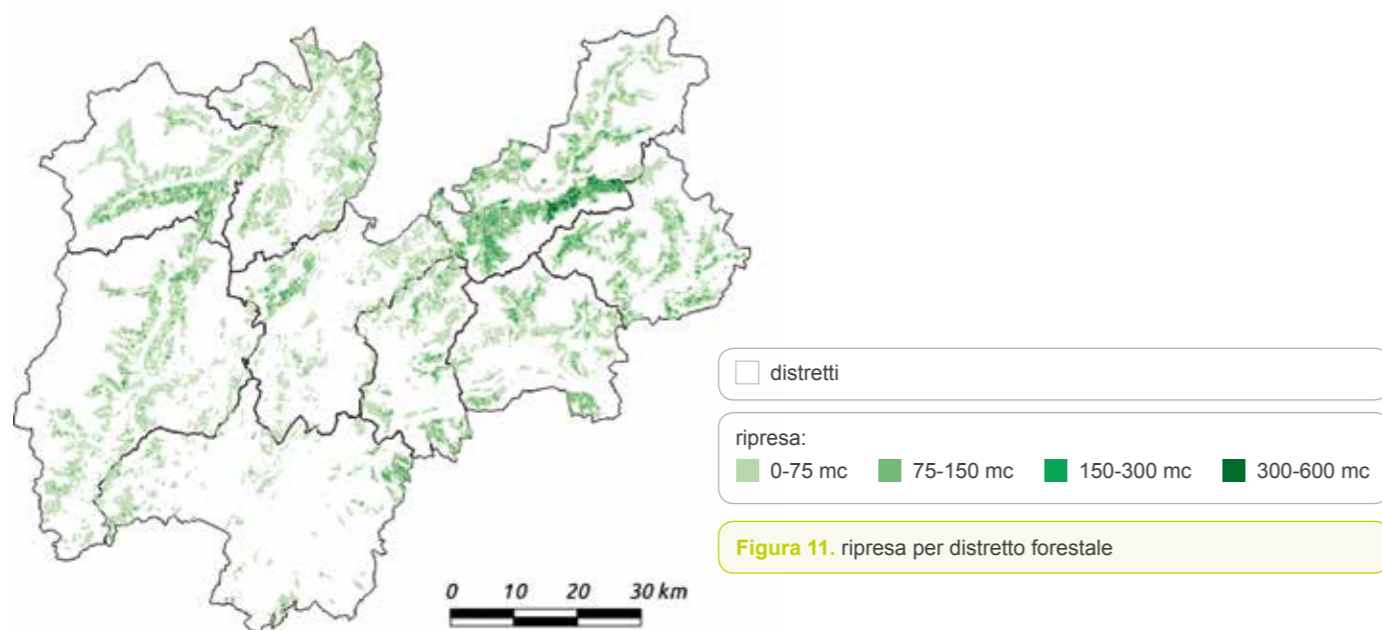 distretti
ripresa:
0-75 mc 75-150 mc 150-300 mc 300-600 mc
Figura 11. ripresa per distretto forestale
0 10 20 30 km